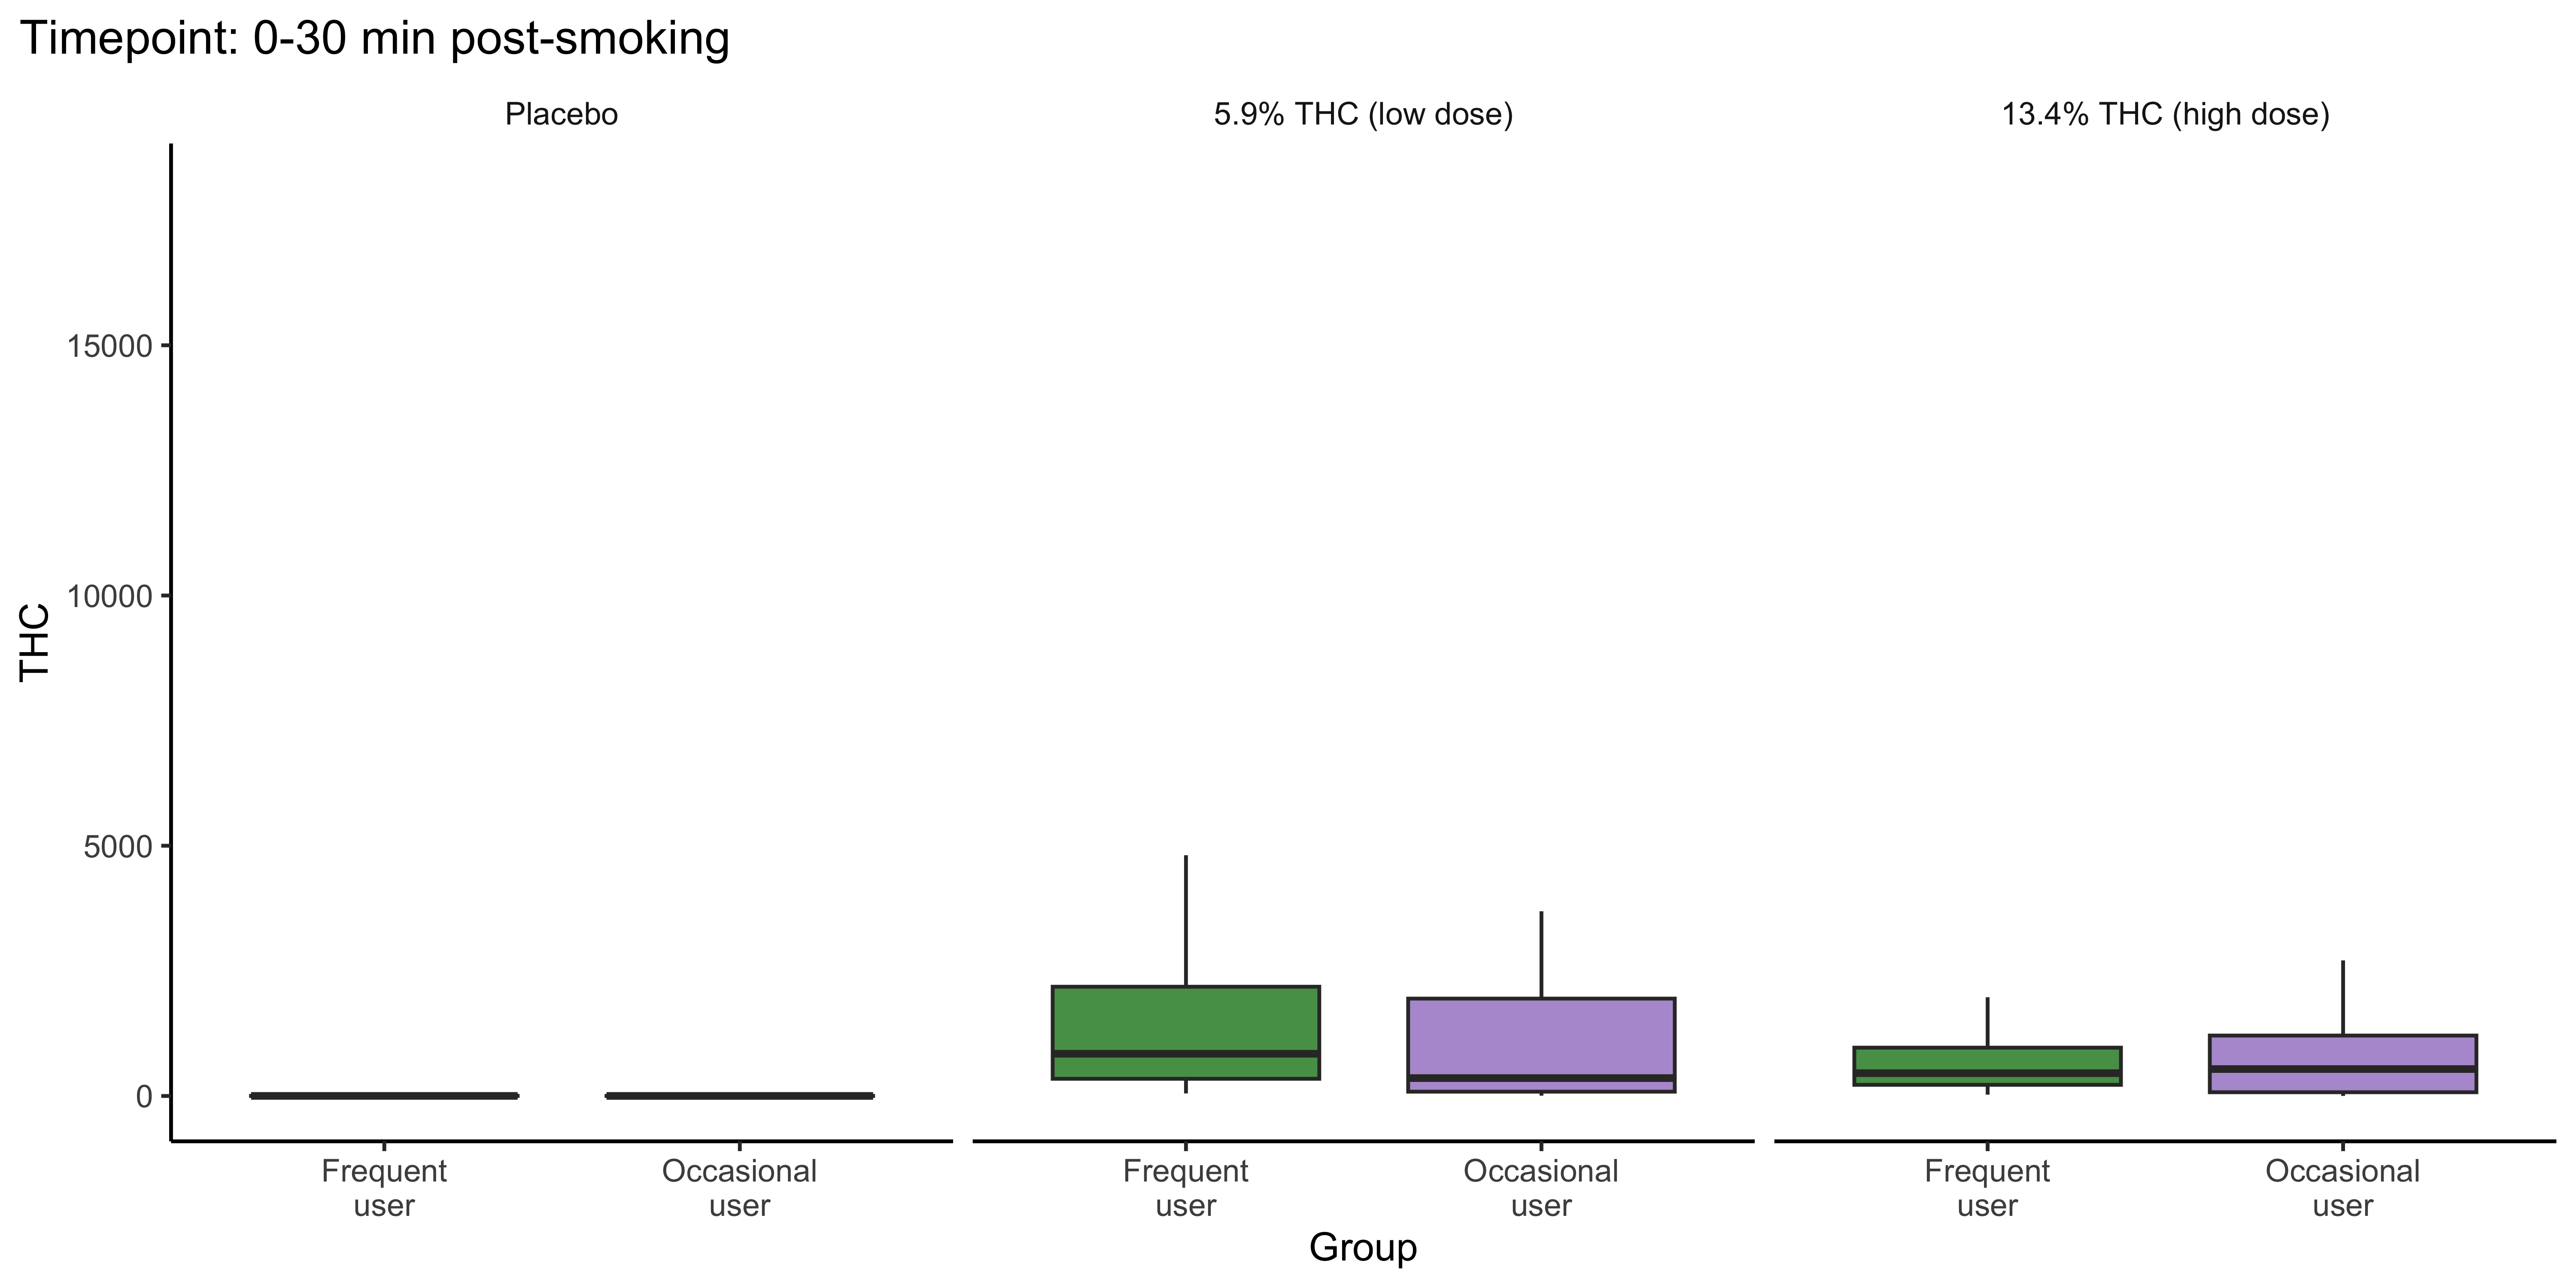 Timepoint: 0-30 min post-smoking
Placebo
5.9% THC (low dose)
13.4% THC (high dose)
15000
10000
5000
0
THC
Frequent
user
Occasional
user
Frequent
user
Occasional
user
Frequent
user
Occasional
user
Group